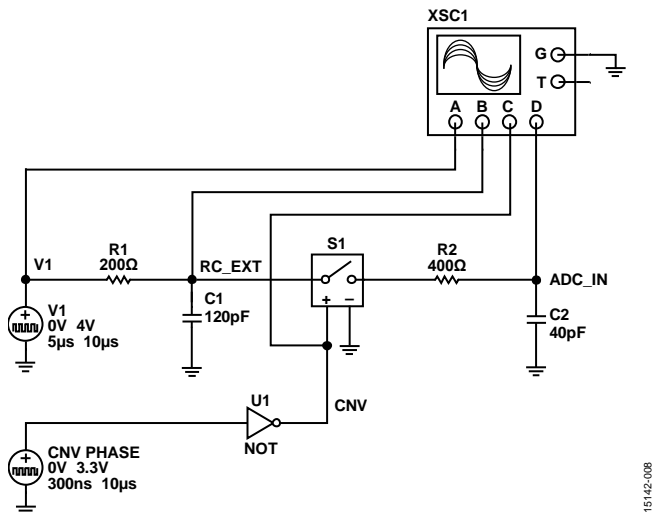 XSC1
G
T
A B C D
V1
R1
200Ω
RC_EXT
S1
R2
400Ω
ADC_IN
V1
0V 4V
5µs 10µs
C1
120pF
+ –
C2
40pF
U1
CNV
NOT
CNV PHASE
0V 3.3V
300ns 10µs
15142-008